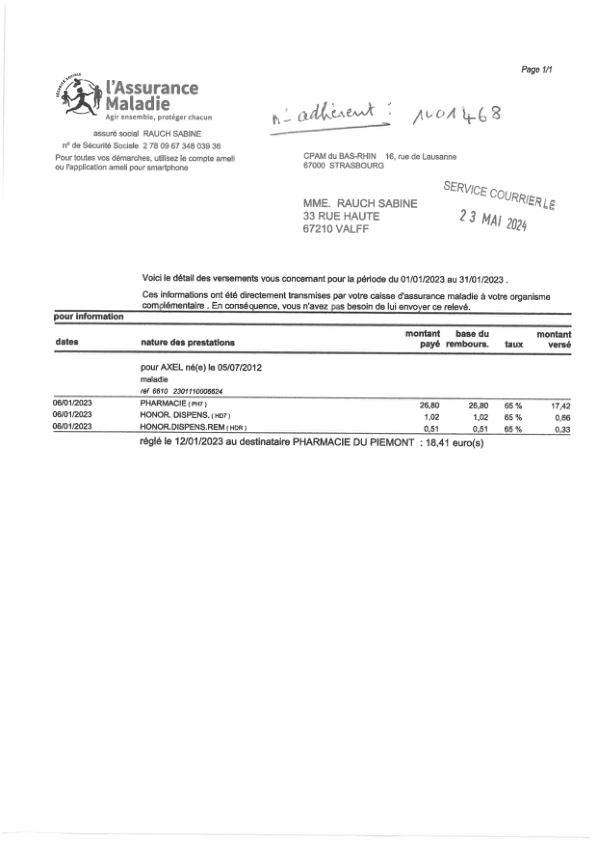 Page 1/1
SÉCURITÉ SOCIALE
l'Assurance
Maladie
Agir ensemble, protéger chacun
n° adhérent : 1001468
assuré social RAUCH SABINE
n° de Sécurité Sociale 2 78 09 67 348 039 36
Pour toutes vos démarches, utilisez le compte ameli
ou l'application ameli pour smartphone
CPAM du BAS-RHIN 16, rue de Lausanne
67000 STRASBOURG
SERVICE COURRIER LE
23 MAI 2024
MME. RAUCH SABINE
33 RUE HAUTE
67210 VALFF
Voici le détail des versements vous concernant pour la période du 01/01/2023 au 31/01/2023 .
Ces informations ont été directement transmises par votre caisse d'assurance maladie à votre organisme
complémentaire . En conséquence, vous n'avez pas besoin de lui envoyer ce relevé.
pour information
dates nature des prestations montant payé base du rembours. taux montant versé
pour AXEL né(e) le 05/07/2012
maladie
réf 6610 2301110006624
06/01/2023 PHARMACIE ( PH7 ) 26,80 26,80 65 % 17,42
06/01/2023 HONOR. DISPENS. ( HD7 ) 1,02 1,02 65 % 0,66
06/01/2023 HONOR.DISPENS.REM ( HDR ) 0,51 0,51 65 % 0,33
réglé le 12/01/2023 au destinataire PHARMACIE DU PIEMONT : 18,41 euro(s)